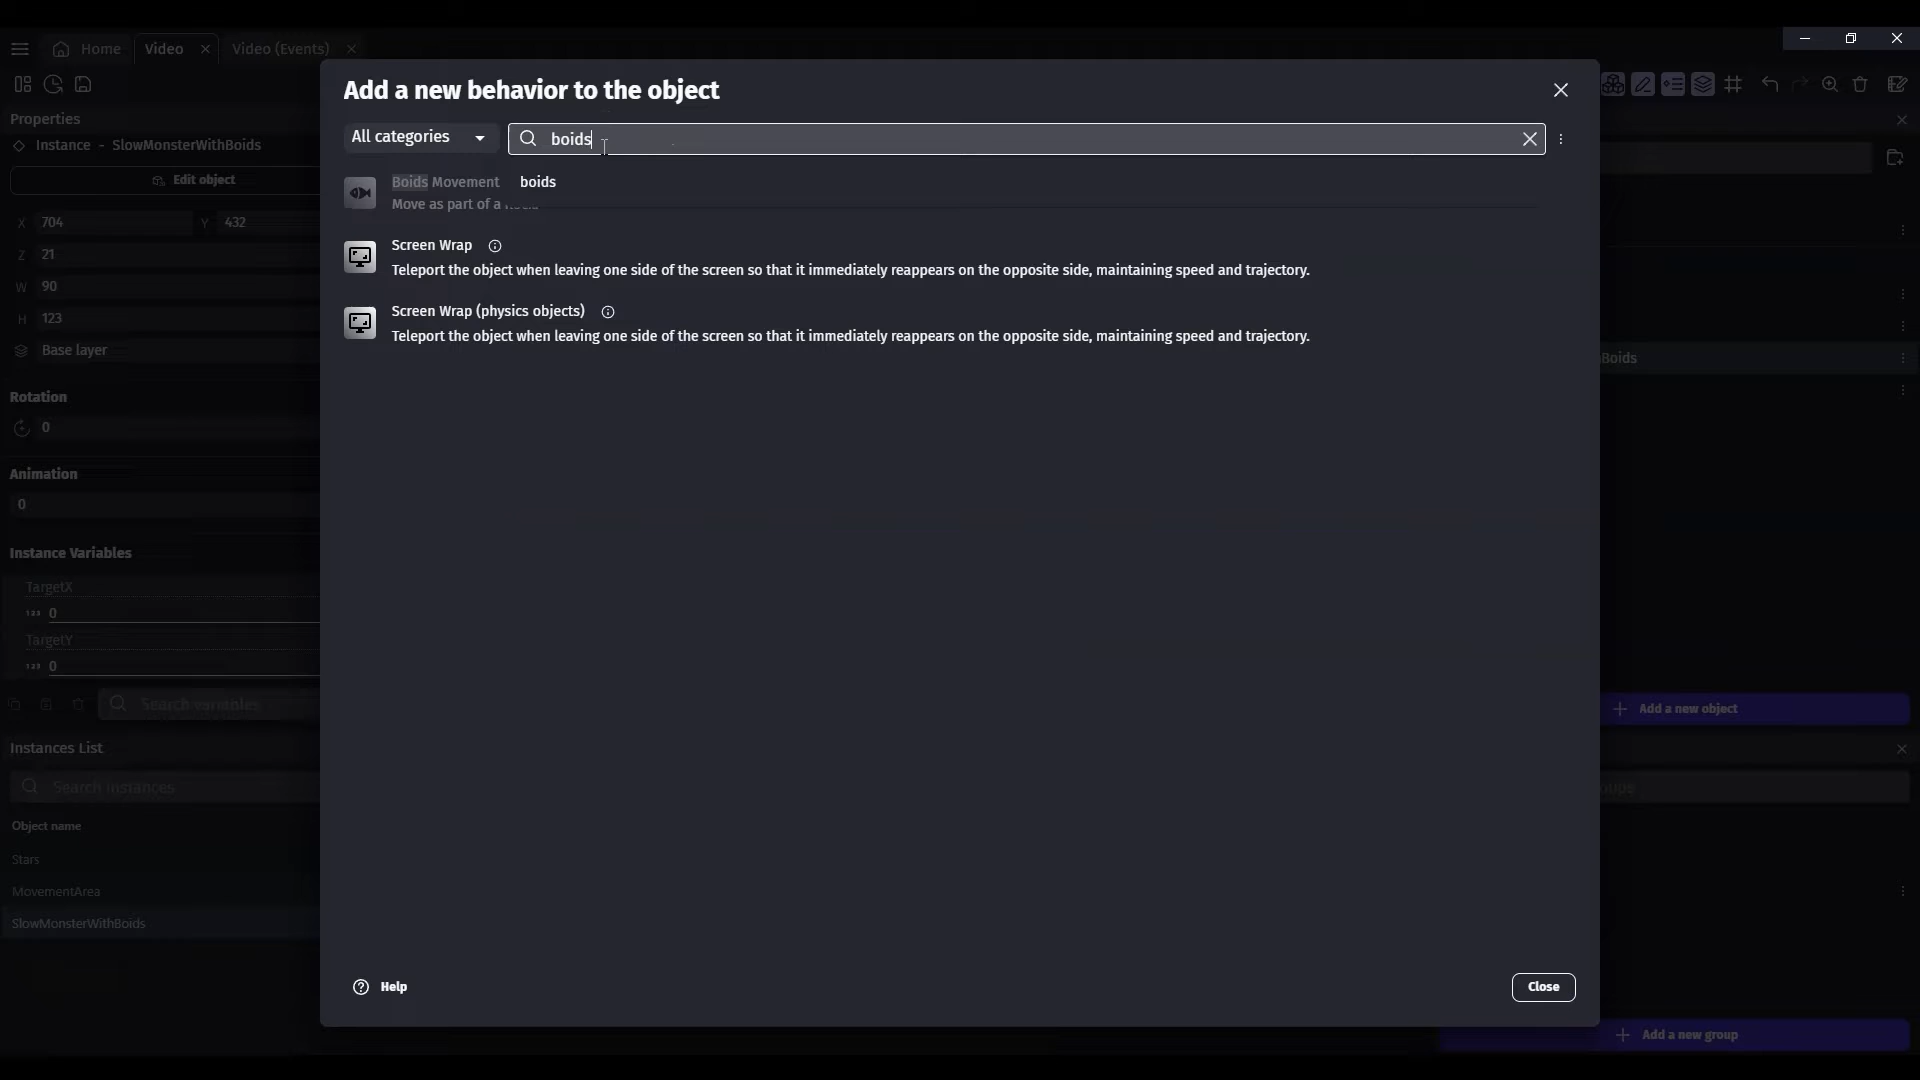 Home
Video
Video (Events)
Properties
Instance - SlowMonsterWithBoids
Edit object
X 704
Y 432
Z 21
W 90
H 123
Base layer
Rotation
0
Animation
0
Instance Variables
TargetX
123 0
TargetY
123 0
Search variables
Instances List
Search instances
Object name
Stars
MovementArea
SlowMonsterWithBoids
Add a new behavior to the object
All categories
boids
Boids Movement boids
Move as part of a
Screen Wrap
Teleport the object when leaving one side of the screen so that it immediately reappears on the opposite side, maintaining speed and trajectory.
Screen Wrap (physics objects)
Teleport the object when leaving one side of the screen so that it immediately reappears on the opposite side, maintaining speed and trajectory.
Help
Close
Boids
Add a new object
Add a new group